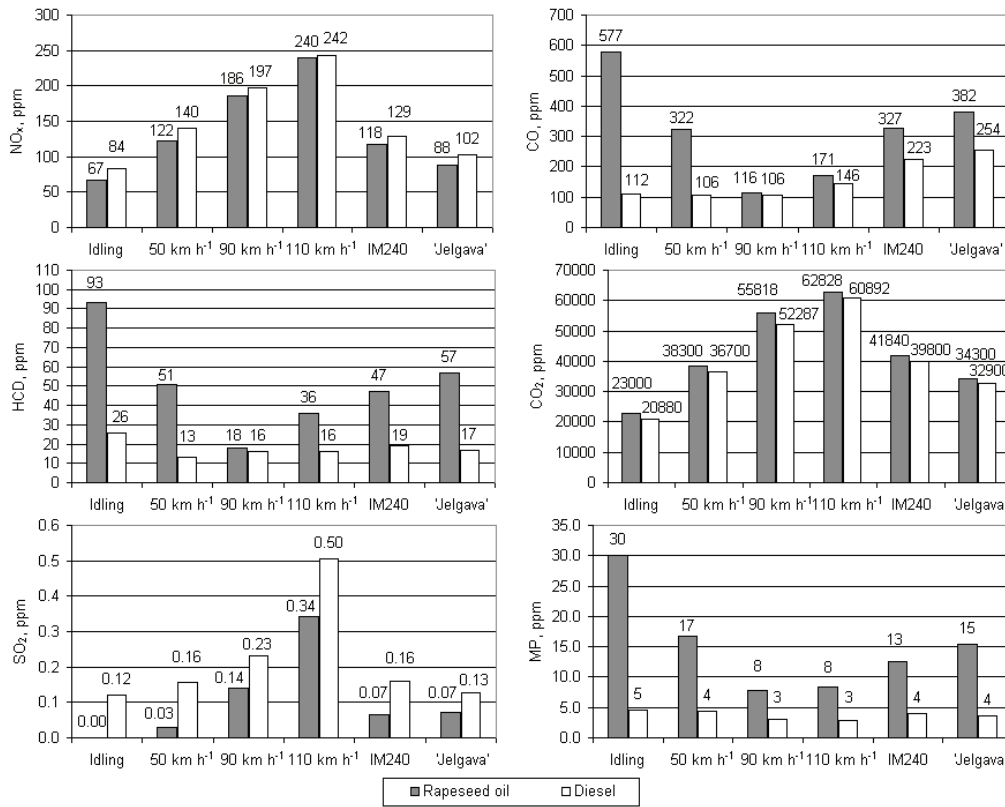 NOₓ, ppm
300
250
200
150
100
50
0
67 84 122 140 186 197 240 242 118 129 88 102
Idling 50 km h⁻¹ 90 km h⁻¹ 110 km h⁻¹ IM240 'Jelgava'
CO, ppm
700
600
500
400
300
200
100
0
577 112 322 106 116 106 171 146 327 223 382 254
Idling 50 km h⁻¹ 90 km h⁻¹ 110 km h⁻¹ IM240 'Jelgava'
HCD, ppm
110
100
90
80
70
60
50
40
30
20
10
0
93 26 51 13 18 16 36 16 47 19 57 17
Idling 50 km h⁻¹ 90 km h⁻¹ 110 km h⁻¹ IM240 'Jelgava'
CO₂, ppm
70000
60000
50000
40000
30000
20000
10000
0
23000 20880 38300 36700 55818 52287 62828 60892 41840 39800 34300 32900
Idling 50 km h⁻¹ 90 km h⁻¹ 110 km h⁻¹ IM240 'Jelgava'
SO₂, ppm
0.6
0.5
0.4
0.3
0.2
0.1
0.0
0.00 0.12 0.03 0.16 0.14 0.23 0.34 0.50 0.07 0.16 0.07 0.13
Idling 50 km h⁻¹ 90 km h⁻¹ 110 km h⁻¹ IM240 'Jelgava'
MP, ppm
35.0
30.0
25.0
20.0
15.0
10.0
5.0
0.0
30 5 17 4 8 3 8 3 13 4 15 4
Idling 50 km h⁻¹ 90 km h⁻¹ 110 km h⁻¹ IM240 'Jelgava'
Rapeseed oil Diesel